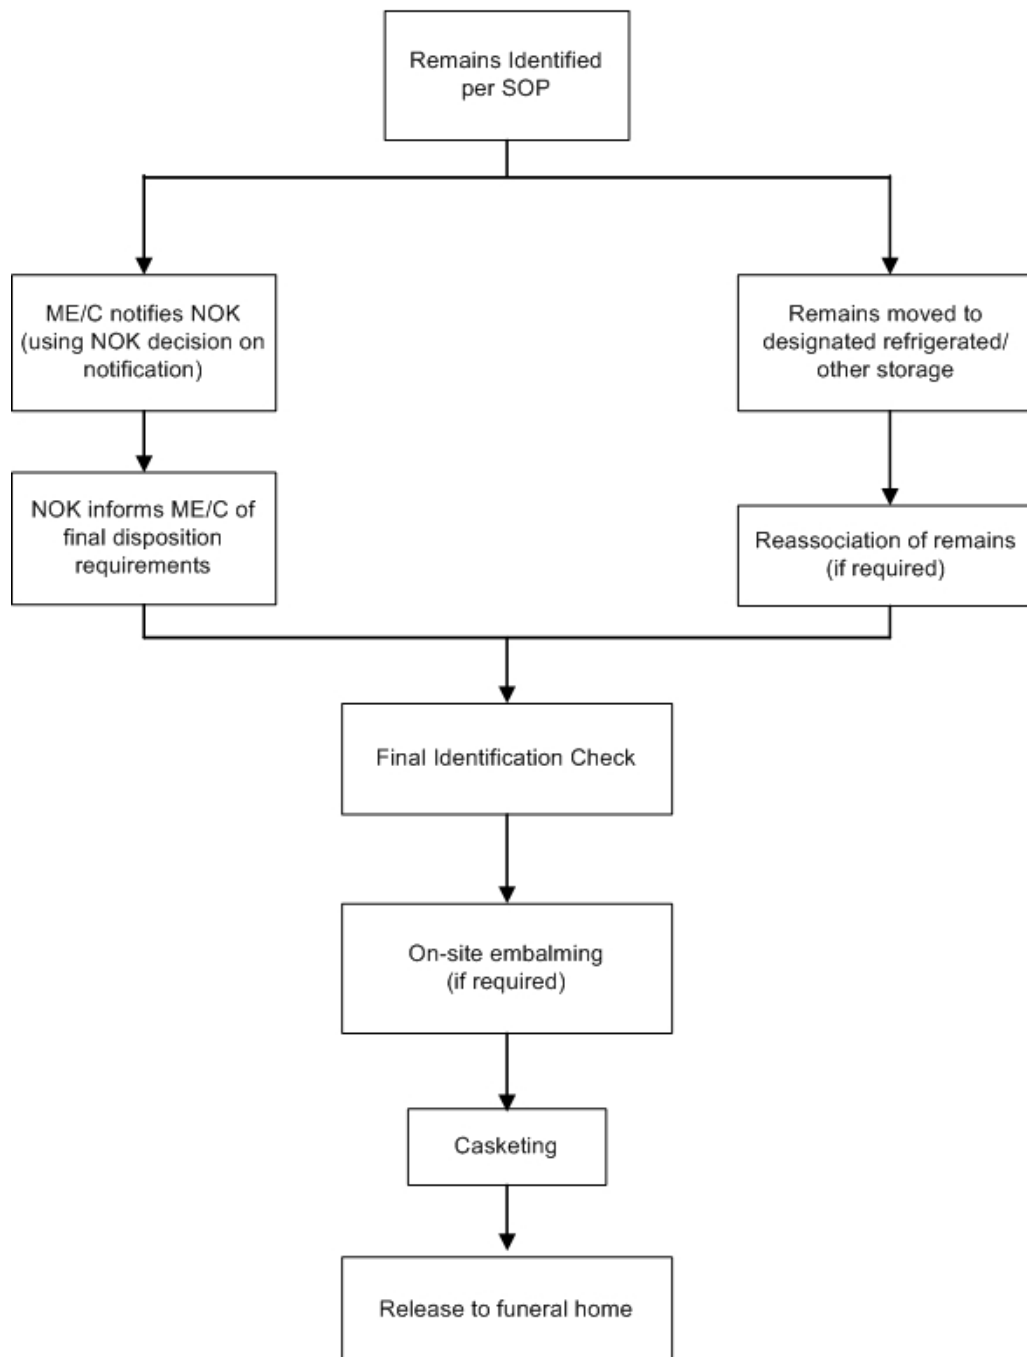 Remains Identified
per SOP
ME/C notifies NOK
(using NOK decision on
notification)
Remains moved to
designated refrigerated/
other storage
NOK informs ME/C of
final disposition
requirements
Reassociation of remains
(if required)
Final Identification Check
On-site embalming
(if required)
Casketing
Release to funeral home